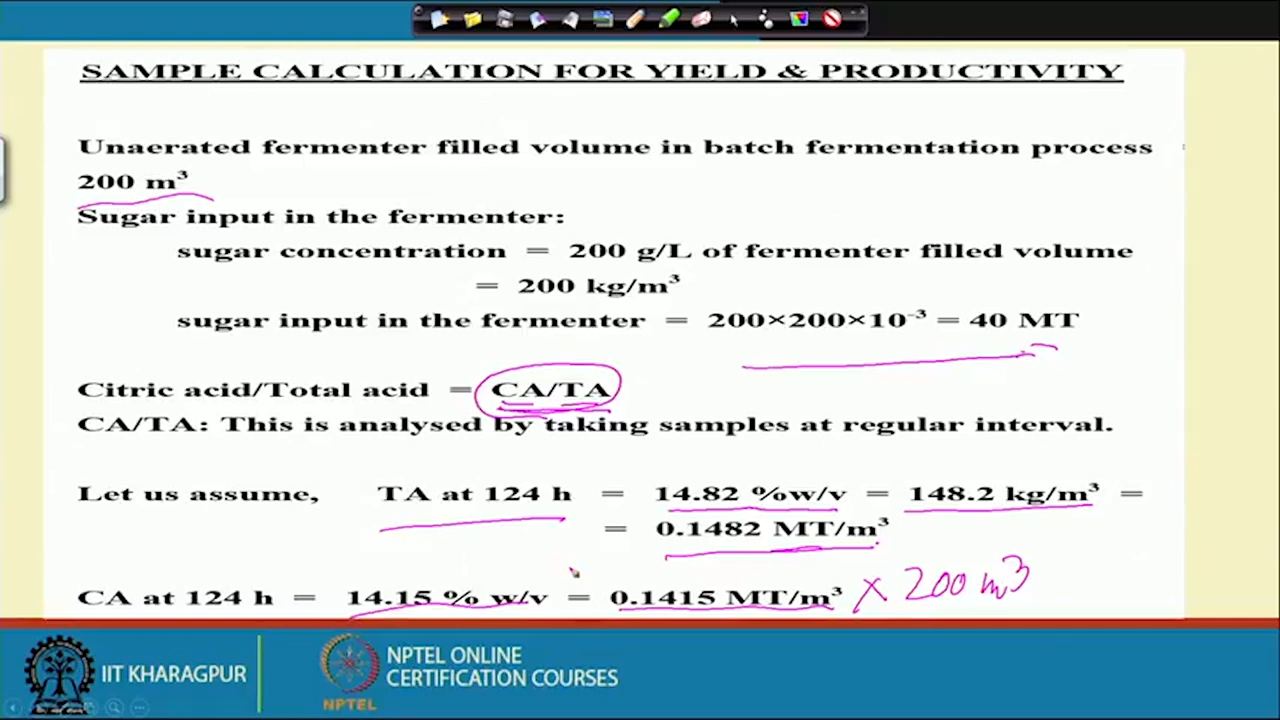 SAMPLE CALCULATION FOR YIELD & PRODUCTIVITY
Unaerated fermenter filled volume in batch fermentation process
200 m³
Sugar input in the fermenter:
sugar concentration = 200 g/L of fermenter filled volume
= 200 kg/m³
sugar input in the fermenter = 200×200×10⁻³ = 40 MT
Citric acid/Total acid = CA/TA
CA/TA: This is analysed by taking samples at regular interval.
Let us assume, TA at 124 h = 14.82 %w/v = 148.2 kg/m³ =
= 0.1482 MT/m³
CA at 124 h = 14.15 % w/v = 0.1415 MT/m³ × 200 m³
IIT KHARAGPUR
NPTEL
NPTEL ONLINE
CERTIFICATION COURSES